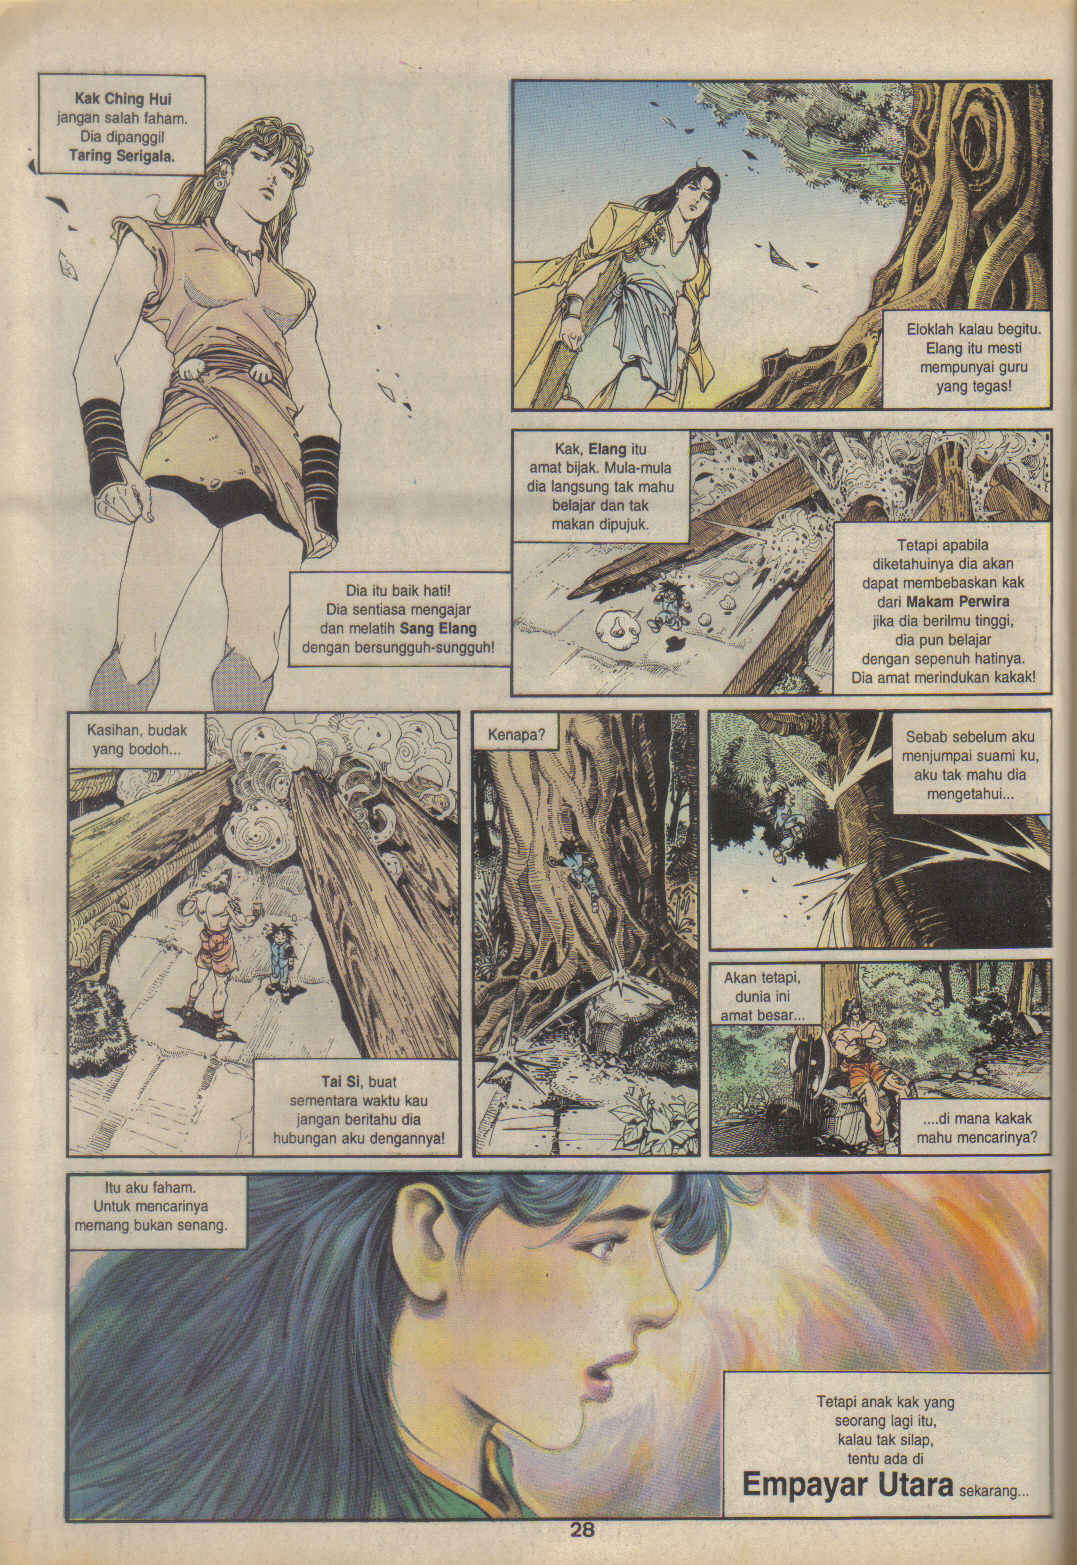 Kak Ching Hui
jangan salah faham.
Dia dipanggil
Taring Serigala.
Dia itu baik hati!
Dia sentiasa mengajar
dan melatih Sang Elang
dengan bersungguh-sungguh!
Eloklah kalau begitu.
Elang itu mesti
mempunyai guru
yang tegas!
Kak, Elang itu
amat bijak. Mula-mula
dia langsung tak mahu
belajar dan tak
makan dipujuk.
Tetapi apabila
diketahuinya dia akan
dapat membebaskan kak
dari Makam Perwira
jika dia berilmu tinggi,
dia pun belajar
dengan sepenuh hatinya.
Dia amat merindukan kakak!
Kasihan, budak
yang bodoh...
Tai Si, buat
sementara waktu kau
jangan beritahu dia
hubungan aku dengannya!
Kenapa?
Sebab sebelum aku
menjumpai suami ku,
aku tak mahu dia
mengetahui...
Akan tetapi,
dunia ini
amat besar...
....di mana kakak
mahu mencarinya?
Itu aku faham.
Untuk mencarinya
memang bukan senang.
Tetapi anak kak yang
seorang lagi itu,
kalau tak silap,
tentu ada di
Empayar Utara sekarang...
28